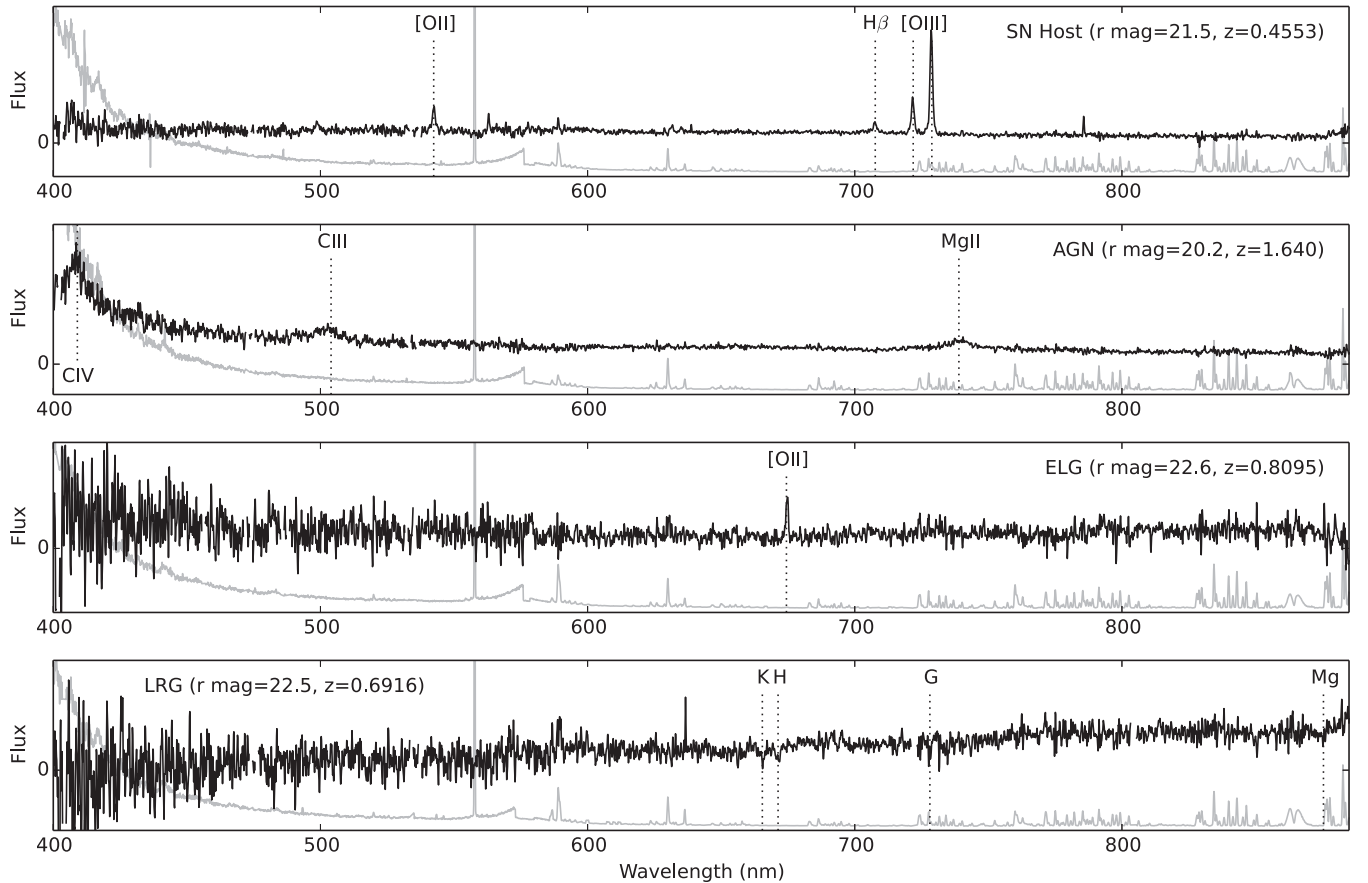 [OII]
Hβ [OIII]
SN Host (r mag=21.5, z=0.4553)
Flux
0
400 500 600 700 800
CIII
MgII
AGN (r mag=20.2, z=1.640)
Flux
0
CIV
400 500 600 700 800
[OII]
ELG (r mag=22.6, z=0.8095)
Flux
0
400 500 600 700 800
K H
G
Mg
LRG (r mag=22.5, z=0.6916)
Flux
0
400 500 600 700 800
Wavelength (nm)